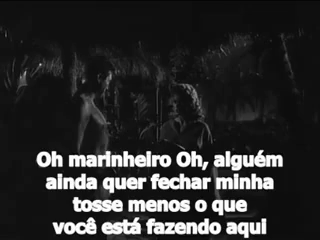 Oh marinheiro Oh, alguém
ainda quer fechar minha
tosse menos o que
você está fazendo aqui